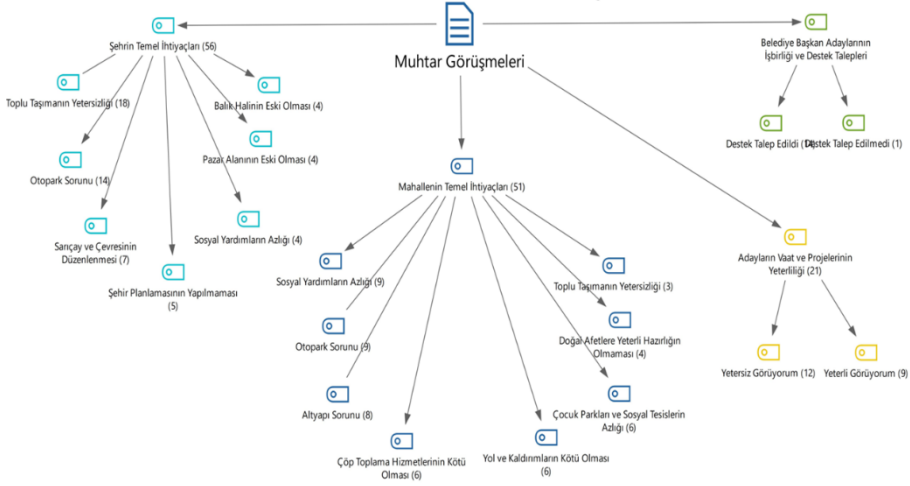 Muhtar Görüşmeleri
Şehrin Temel İhtiyaçları (56)
Toplu Taşımanın Yetersizliği (18)
Balık Halinin Eski Olması (4)
Otopark Sorunu (14)
Pazar Alanının Eski Olması (4)
Sarıçay ve Çevresinin
Düzenlenmesi (7)
Sosyal Yardımların Azlığı (4)
Şehir Planlamasının Yapılmaması
(5)
Mahallenin Temel İhtiyaçları (51)
Sosyal Yardımların Azlığı (9)
Toplu Taşımanın Yetersizliği (3)
Otopark Sorunu (9)
Doğal Afetlere Yeterli Hazırlığın
Olmaması (4)
Altyapı Sorunu (8)
Çocuk Parkları ve Sosyal Tesislerin
Azlığı (6)
Çöp Toplama Hizmetlerinin Kötü
Olması (6)
Yol ve Kaldırımların Kötü Olması
(6)
Belediye Başkan Adaylarının
İşbirliği ve Destek Talepleri
Destek Talep Edildi
Destek Talep Edilmedi (1)
Adayların Vaat ve Projelerinin
Yeterliliği (21)
Yetersiz Görüyorum (12)
Yeterli Görüyorum (9)